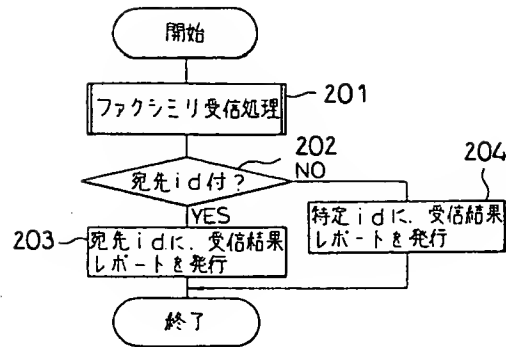 開始
ファクシミリ受信処理
201
202
宛先id付?
NO
204
YES
特定idに、受信結果
レポートを発行
203
宛先idに、受信結果
レポートを発行
終了